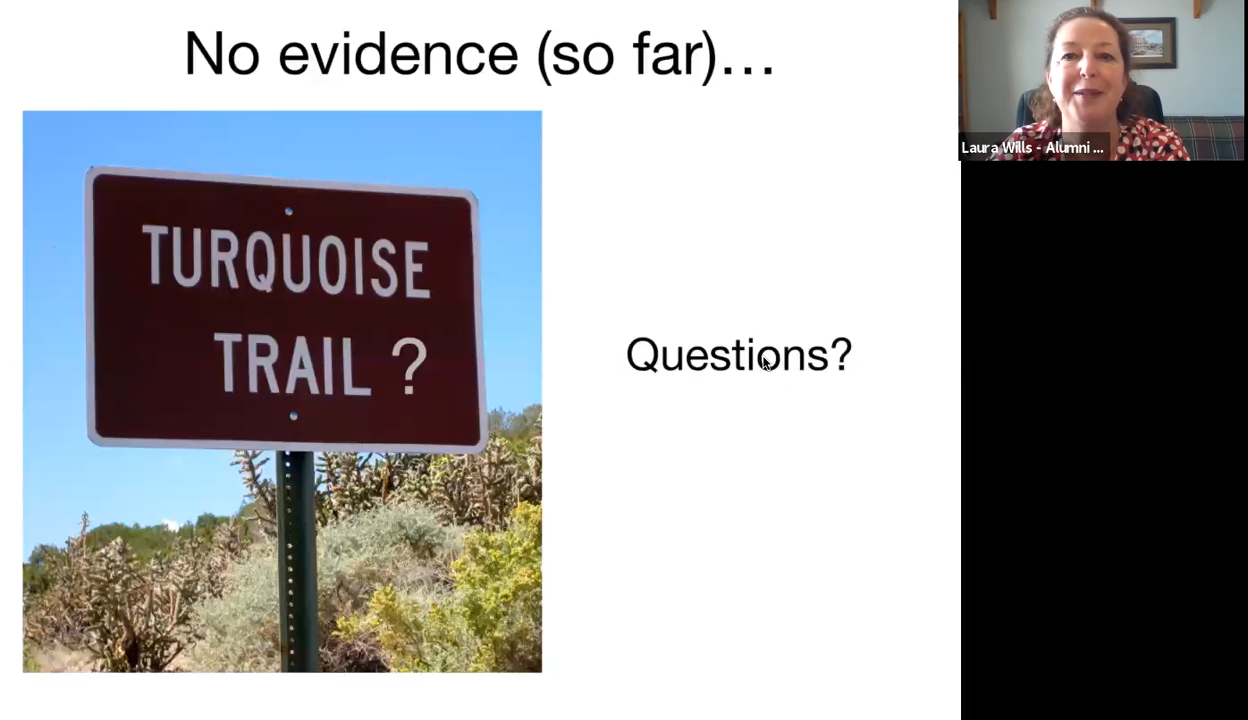 No evidence (so far)…
TURQUOISE
TRAIL ?
Questions?
Laura Wills - Alumni ...